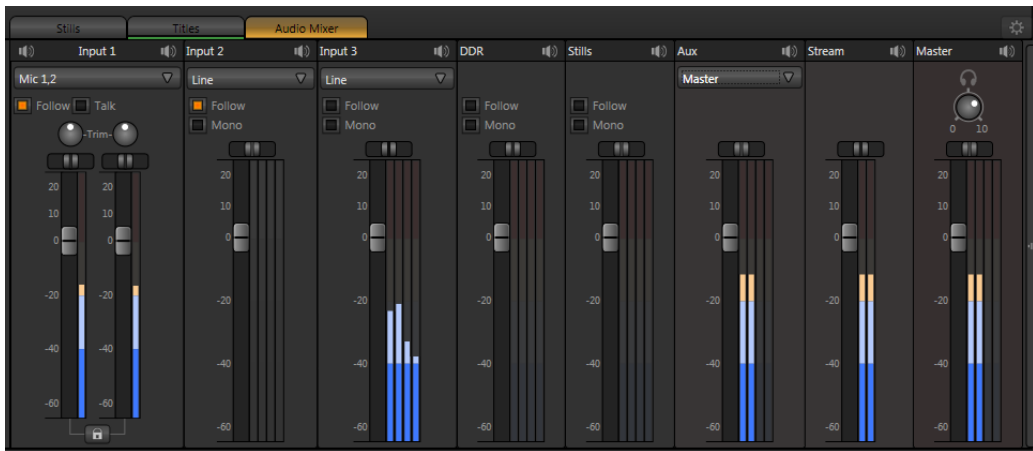 Stills Titles Audio Mixer
Input 1 Input 2 Input 3 DDR Stills Aux Stream Master
Mic 1,2 Line Line Master
Follow Talk Follow Follow Follow Follow
Mono Mono Mono Mono
-Trim-
0 10
20 20 20 20 20 20 20 20 20
10 10 10 10 10 10 10 10 10
0 0 0 0 0 0 0 0 0
-20 -20 -20 -20 -20 -20 -20 -20 -20
-40 -40 -40 -40 -40 -40 -40 -40 -40
-60 -60 -60 -60 -60 -60 -60 -60 -60